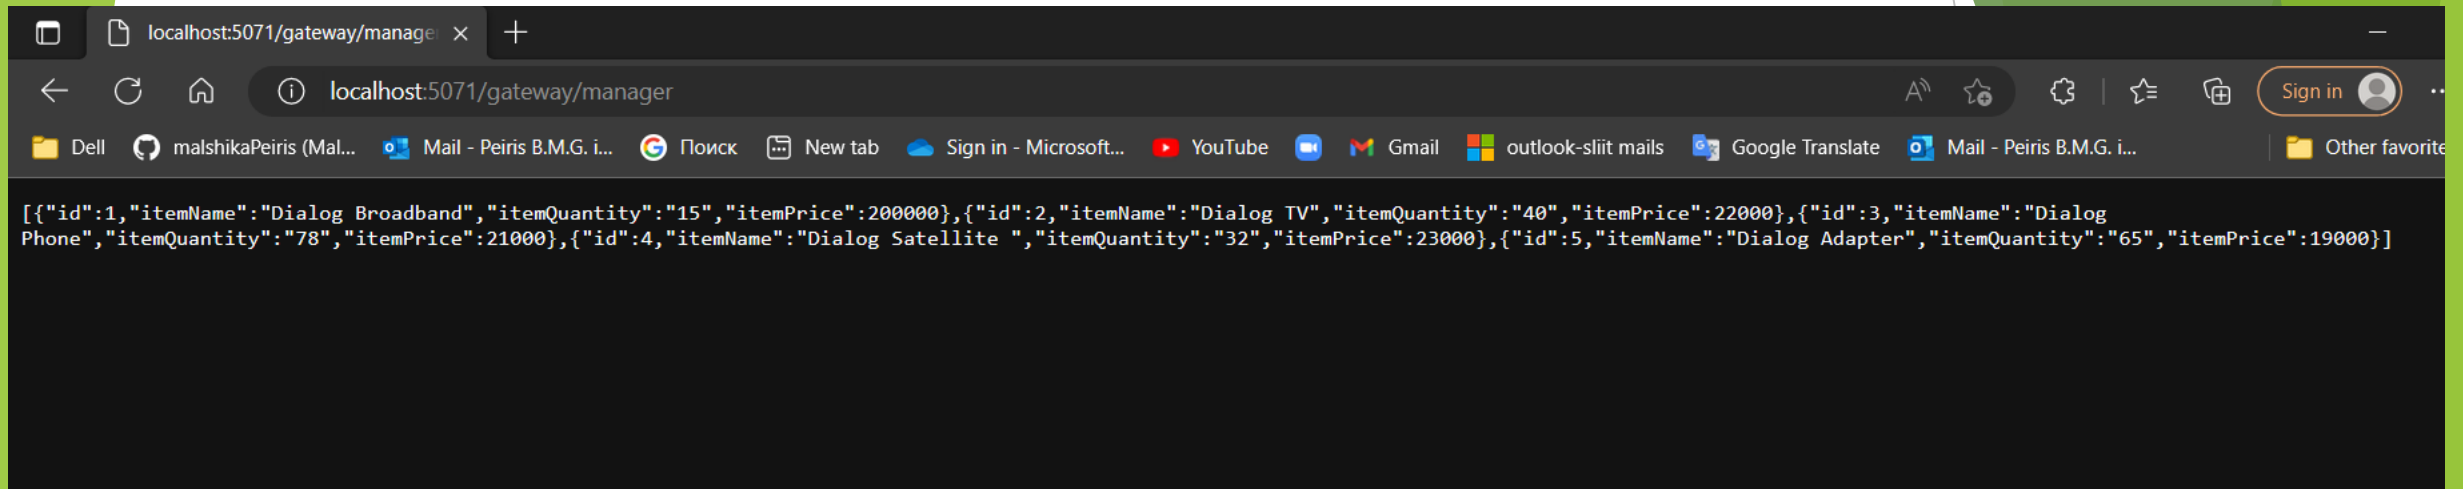 localhost:5071/gateway/manage
localhost:5071/gateway/manager
Sign in
Dell malshikaPeiris (Mal... Mail - Peiris B.M.G. i... Поиск New tab Sign in - Microsoft... YouTube Gmail outlook-sliit mails Google Translate Mail - Peiris B.M.G. i... Other favorite
[{"id":1,"itemName":"Dialog Broadband","itemQuantity":"15","itemPrice":200000},{"id":2,"itemName":"Dialog TV","itemQuantity":"40","itemPrice":22000},{"id":3,"itemName":"Dialog
Phone","itemQuantity":"78","itemPrice":21000},{"id":4,"itemName":"Dialog Satellite ","itemQuantity":"32","itemPrice":23000},{"id":5,"itemName":"Dialog Adapter","itemQuantity":"65","itemPrice":19000}]